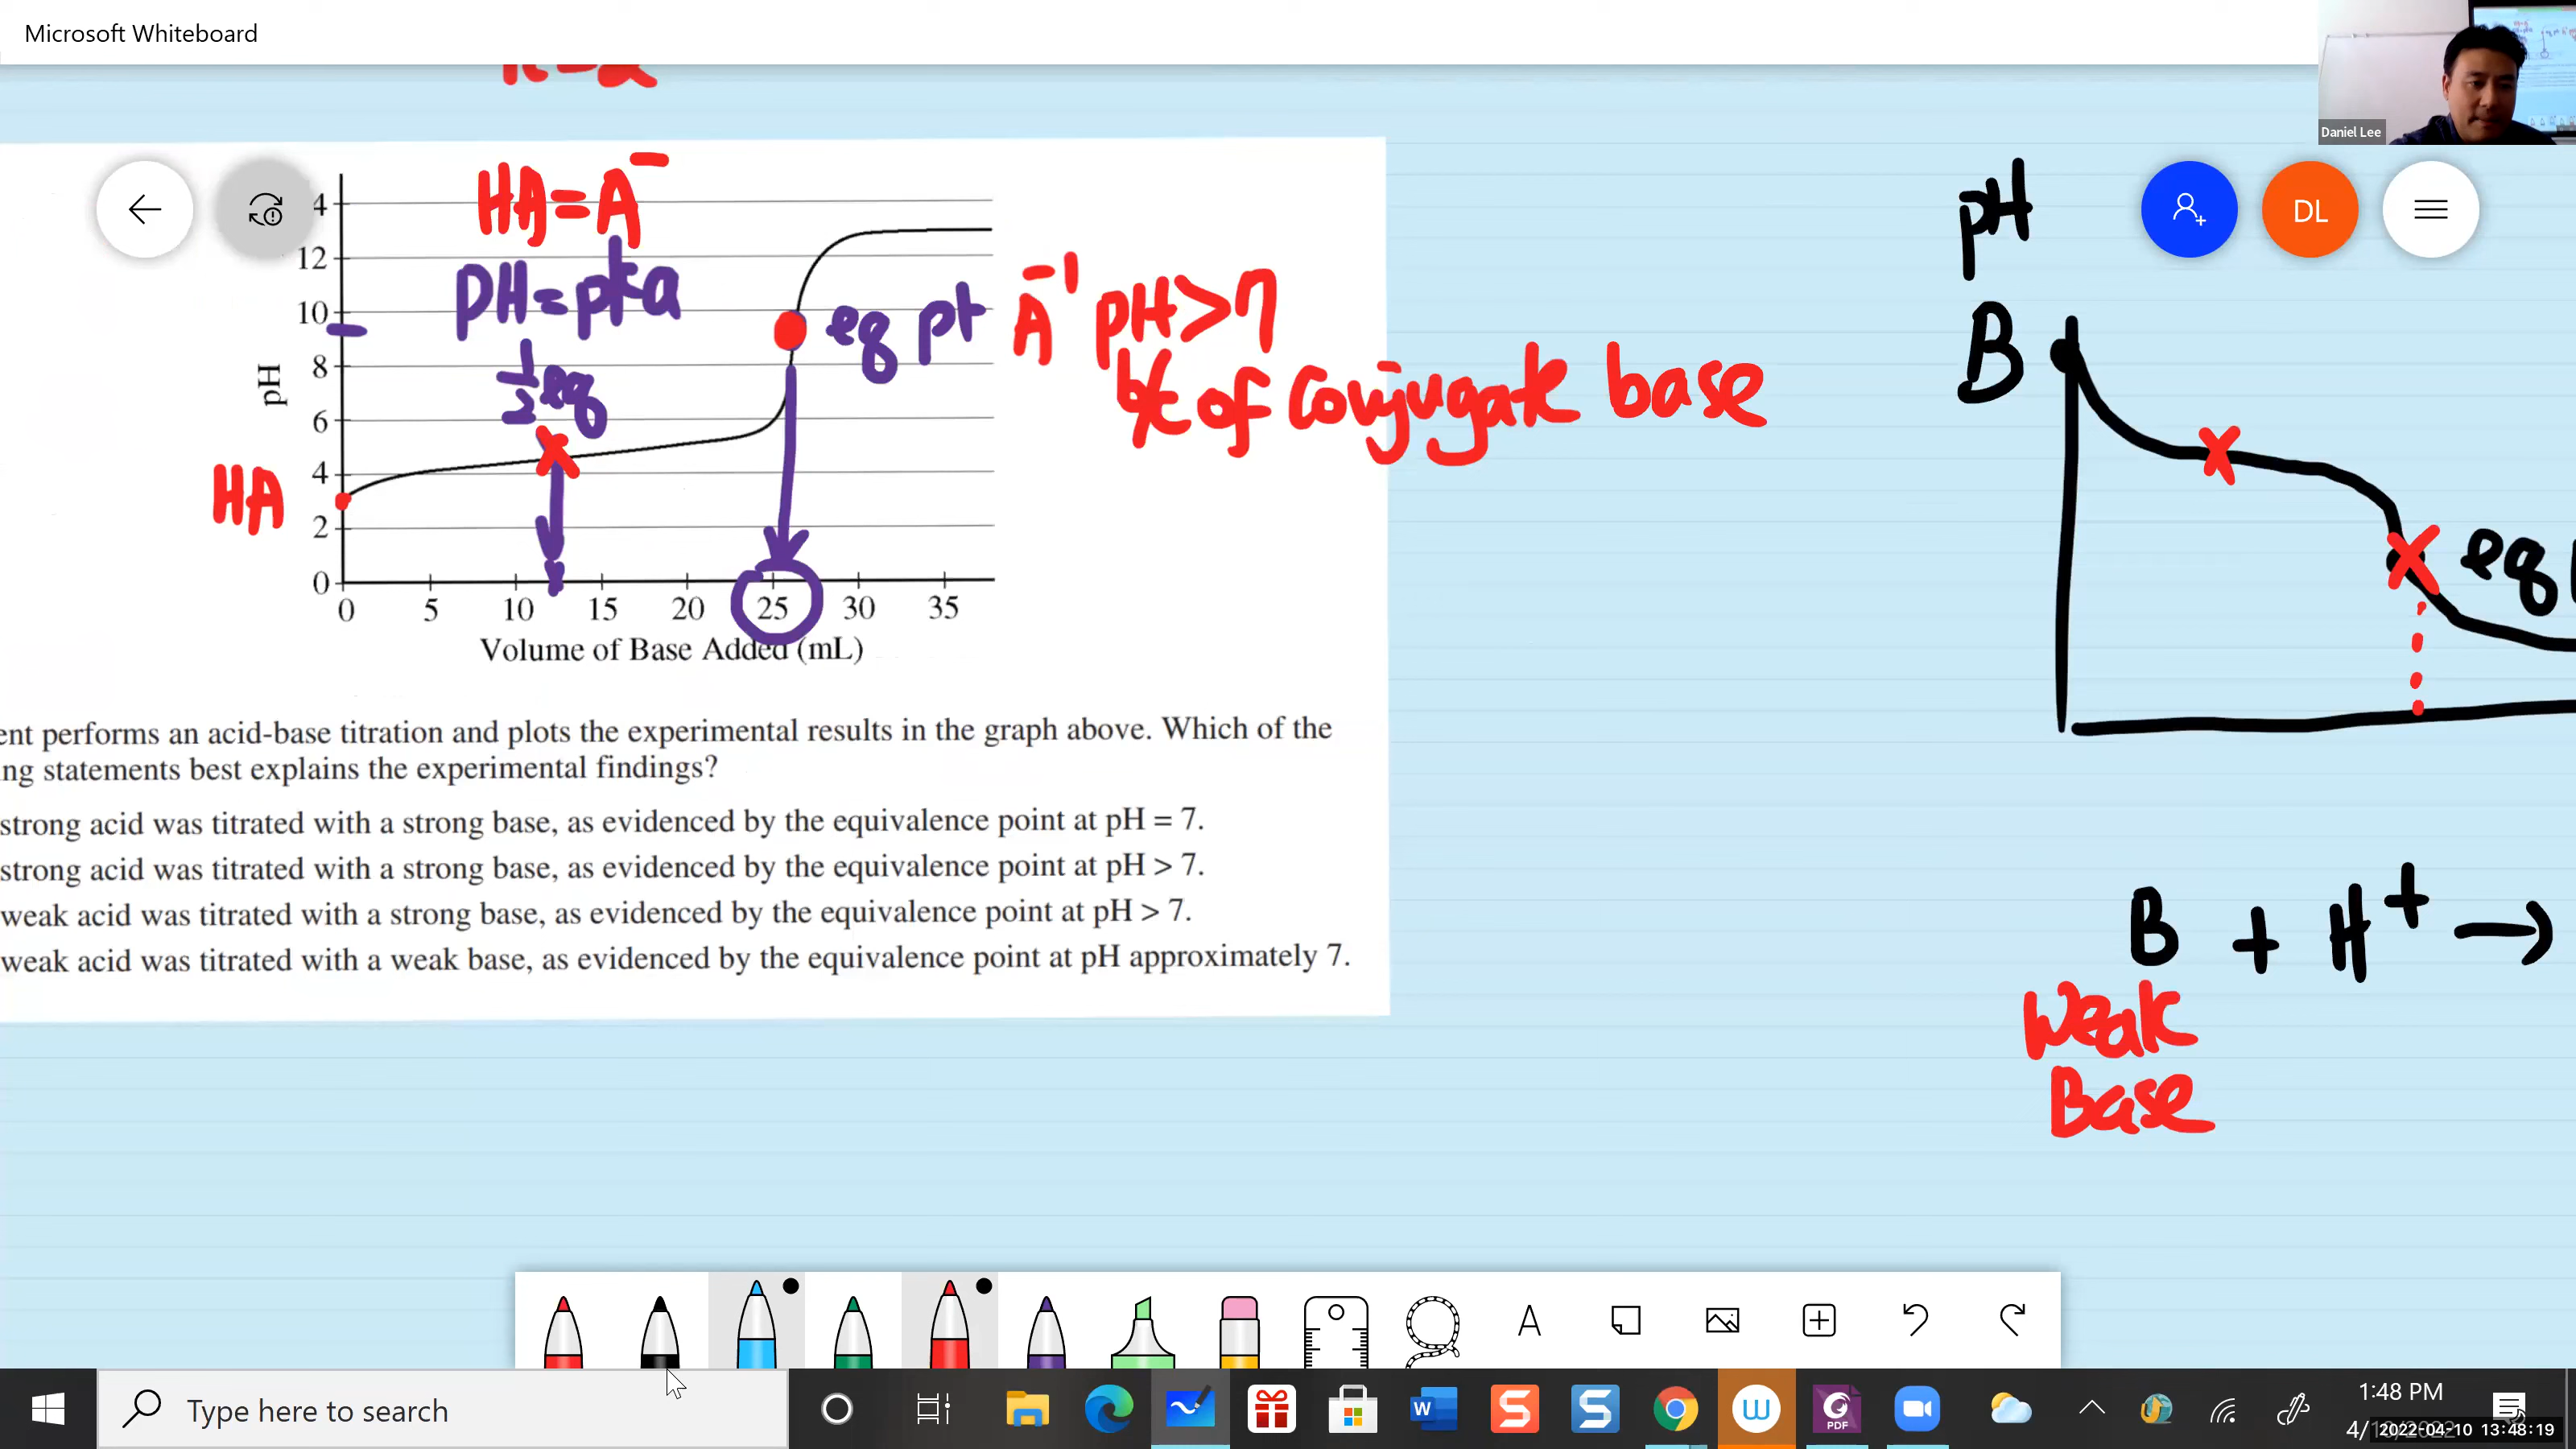 Microsoft Whiteboard
Daniel Lee
DL
HA=A⁻
pH=pka
1/2 eq
4
12
10
8
6
4
2
0
pH
HA
eq pt
A⁻¹ pH>7
b/c of conjugate base
0 5 10 15 20 25 30 35
Volume of Base Added (mL)
ent performs an acid-base titration and plots the experimental results in the graph above. Which of the
ing statements best explains the experimental findings?
strong acid was titrated with a strong base, as evidenced by the equivalence point at pH = 7.
strong acid was titrated with a strong base, as evidenced by the equivalence point at pH > 7.
weak acid was titrated with a strong base, as evidenced by the equivalence point at pH > 7.
weak acid was titrated with a weak base, as evidenced by the equivalence point at pH approximately 7.
pH
B
eq
B + H⁺ →
Weak
Base
A
Type here to search
W
S
S
PDF
1:48 PM
2022-04-10 13:48:19